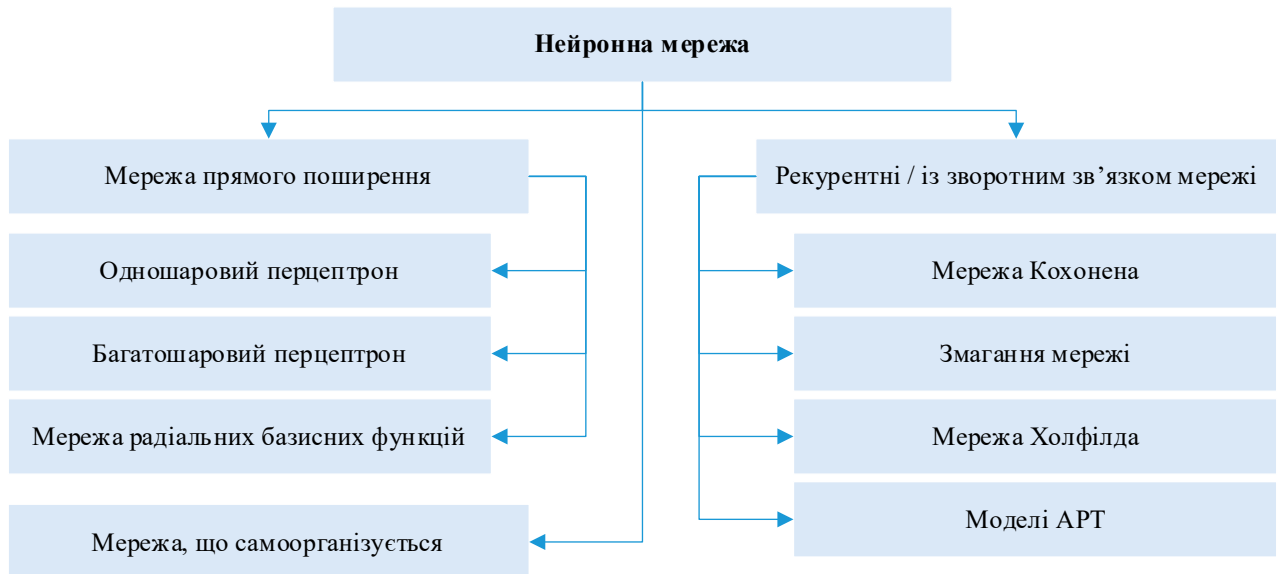 Нейронна мережа
Мережа прямого поширення
Рекурентні / із зворотним зв’язком мережі
Одношаровий перцептрон
Мережа Кохонена
Багатошаровий перцептрон
Змагання мережі
Мережа радіальних базисних функцій
Мережа Холфілда
Мережа, що самоорганізується
Моделі АРТ